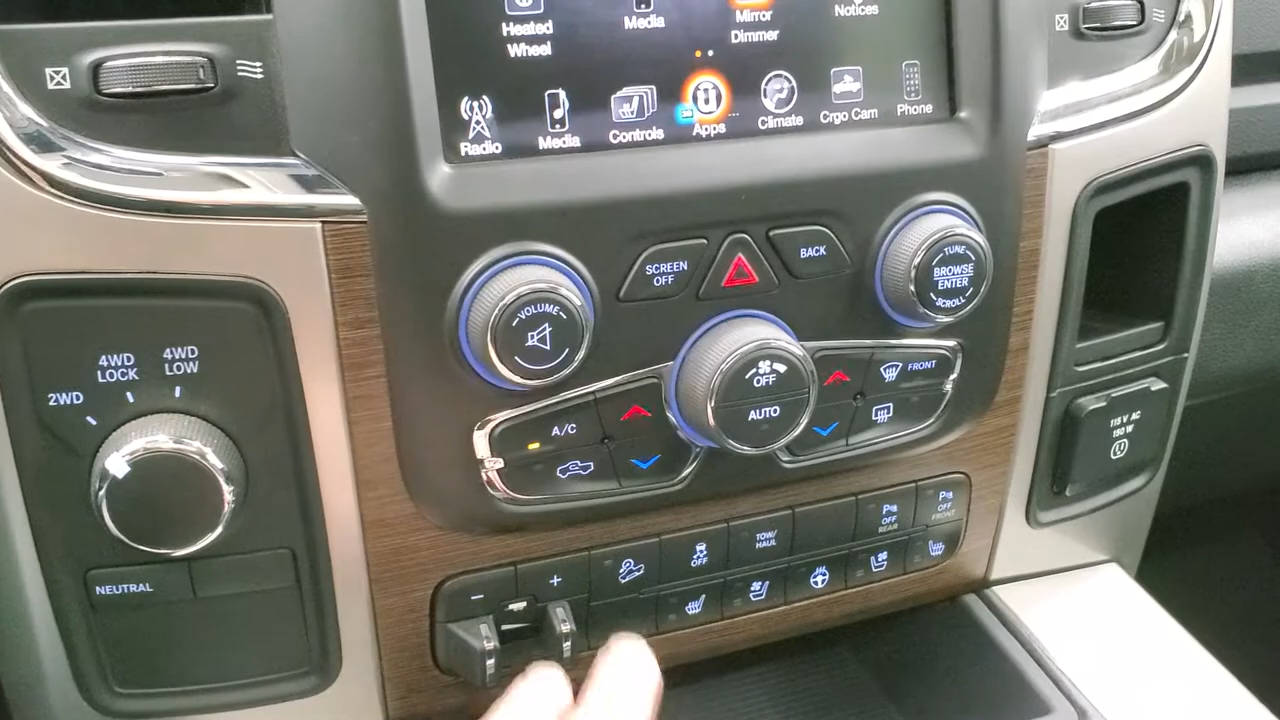 Heated
Wheel
Media
Mirror
Dimmer
Notices
Radio
Media
Controls
Apps
Climate
Crgo Cam
Phone
SCREEN
OFF
BACK
TUNE
BROWSE
ENTER
SCROLL
VOLUME
OFF
AUTO
FRONT
A/C
4WD
LOCK
4WD
LOW
2WD
NEUTRAL
115 V AC
150 W
−
+
OFF
TOW/
HAUL
P
OFF
REAR
P
OFF
FRONT